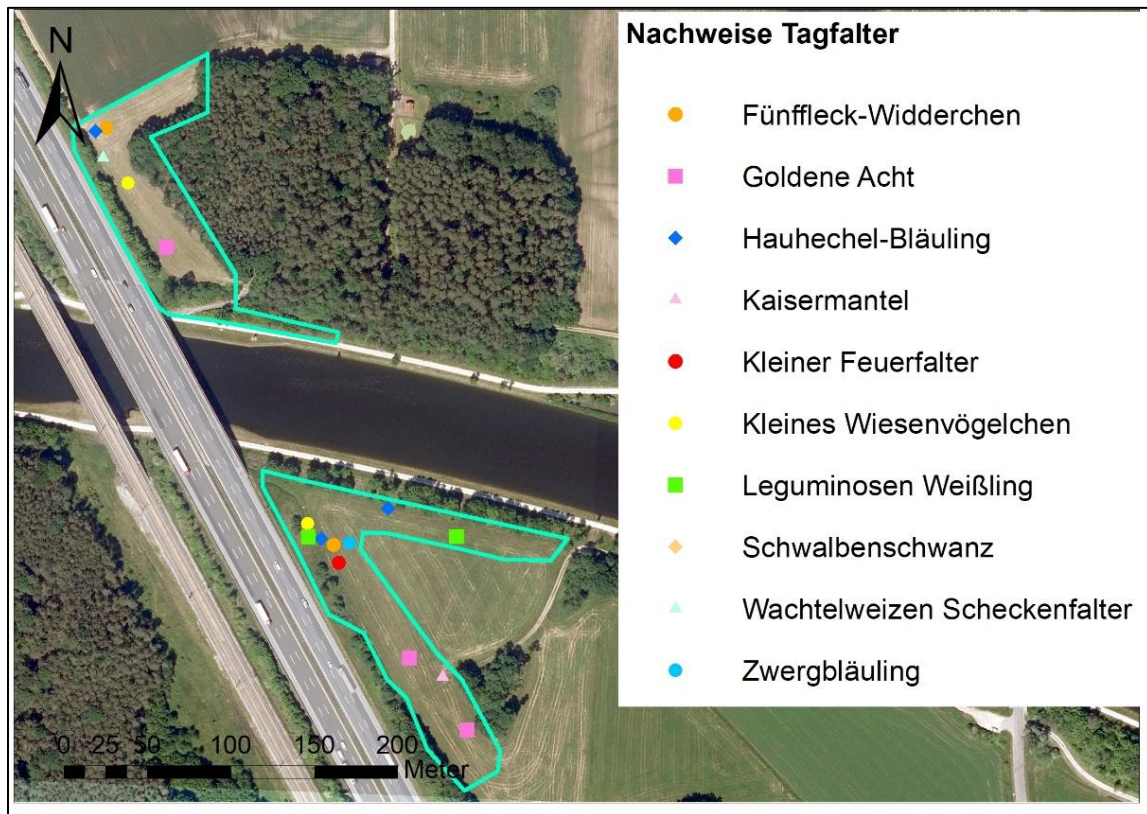 N
Nachweise Tagfalter
Fünffleck-Widderchen
Goldene Acht
Hauhechel-Bläuling
Kaisermantel
Kleiner Feuerfalter
Kleines Wiesenvögelchen
Leguminosen Weißling
Schwalbenschwanz
Wachtelweizen Scheckenfalter
Zwergbläuling
0 25 50 100 150 200
Meter